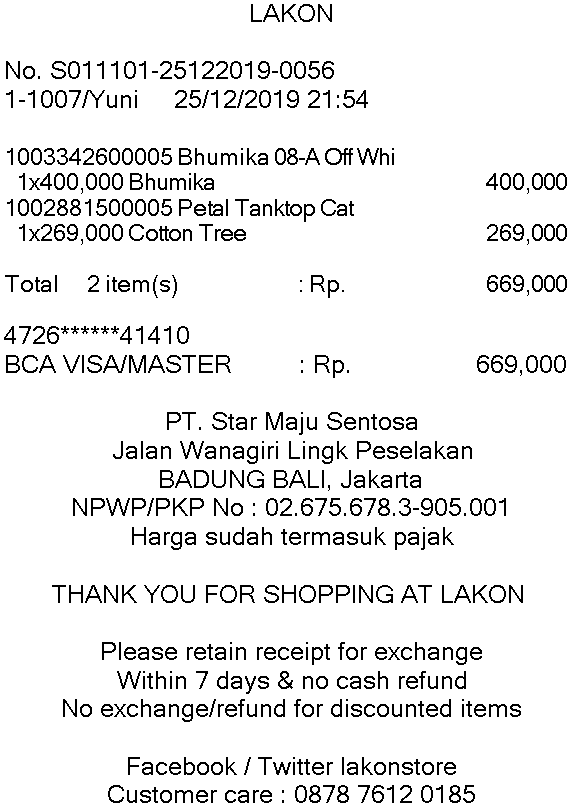 LAKON
No. S011101-25122019-0056
1-1007/Yuni 25/12/2019 21:54
1003342600005 Bhumika 08-A Off Whi
1x400,000 Bhumika 400,000
1002881500005 Petal Tanktop Cat
1x269,000 Cotton Tree 269,000
Total 2 item(s) : Rp. 669,000
4726******41410
BCA VISA/MASTER : Rp. 669,000
PT. Star Maju Sentosa
Jalan Wanagiri Lingk Peselakan
BADUNG BALI, Jakarta
NPWP/PKP No : 02.675.678.3-905.001
Harga sudah termasuk pajak
THANK YOU FOR SHOPPING AT LAKON
Please retain receipt for exchange
Within 7 days & no cash refund
No exchange/refund for discounted items
Facebook / Twitter lakonstore
Customer care : 0878 7612 0185